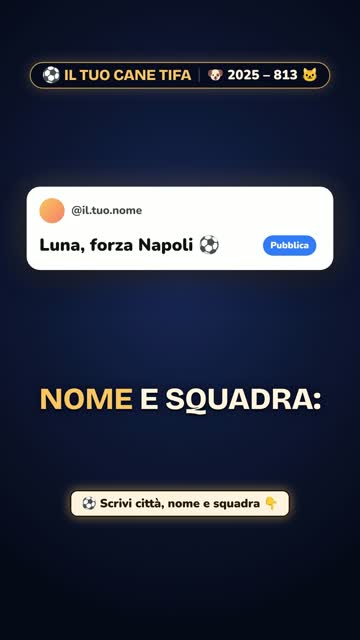 ⚽ IL TUO CANE TIFA | 🐶 2025 – 813 🐱
@il.tuo.nome
Luna, forza Napoli ⚽
Pubblica
NOME E SQUADRA:
⚽ Scrivi città, nome e squadra 👇